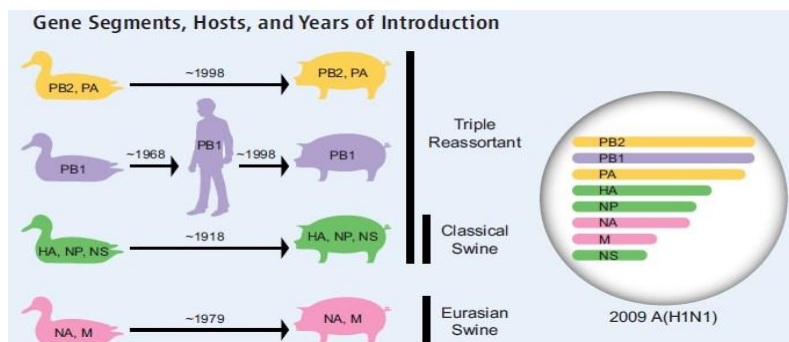 Gene Segments, Hosts, and Years of Introduction
PB2, PA
~1998
PB2, PA
PB1
~1968
PB1
~1998
PB1
Triple
Reassortant
HA, NP, NS
~1918
HA, NP, NS
Classical
Swine
NA, M
~1979
NA, M
Eurasian
Swine
PB2
PB1
PA
HA
NP
NA
M
NS
2009 A(H1N1)